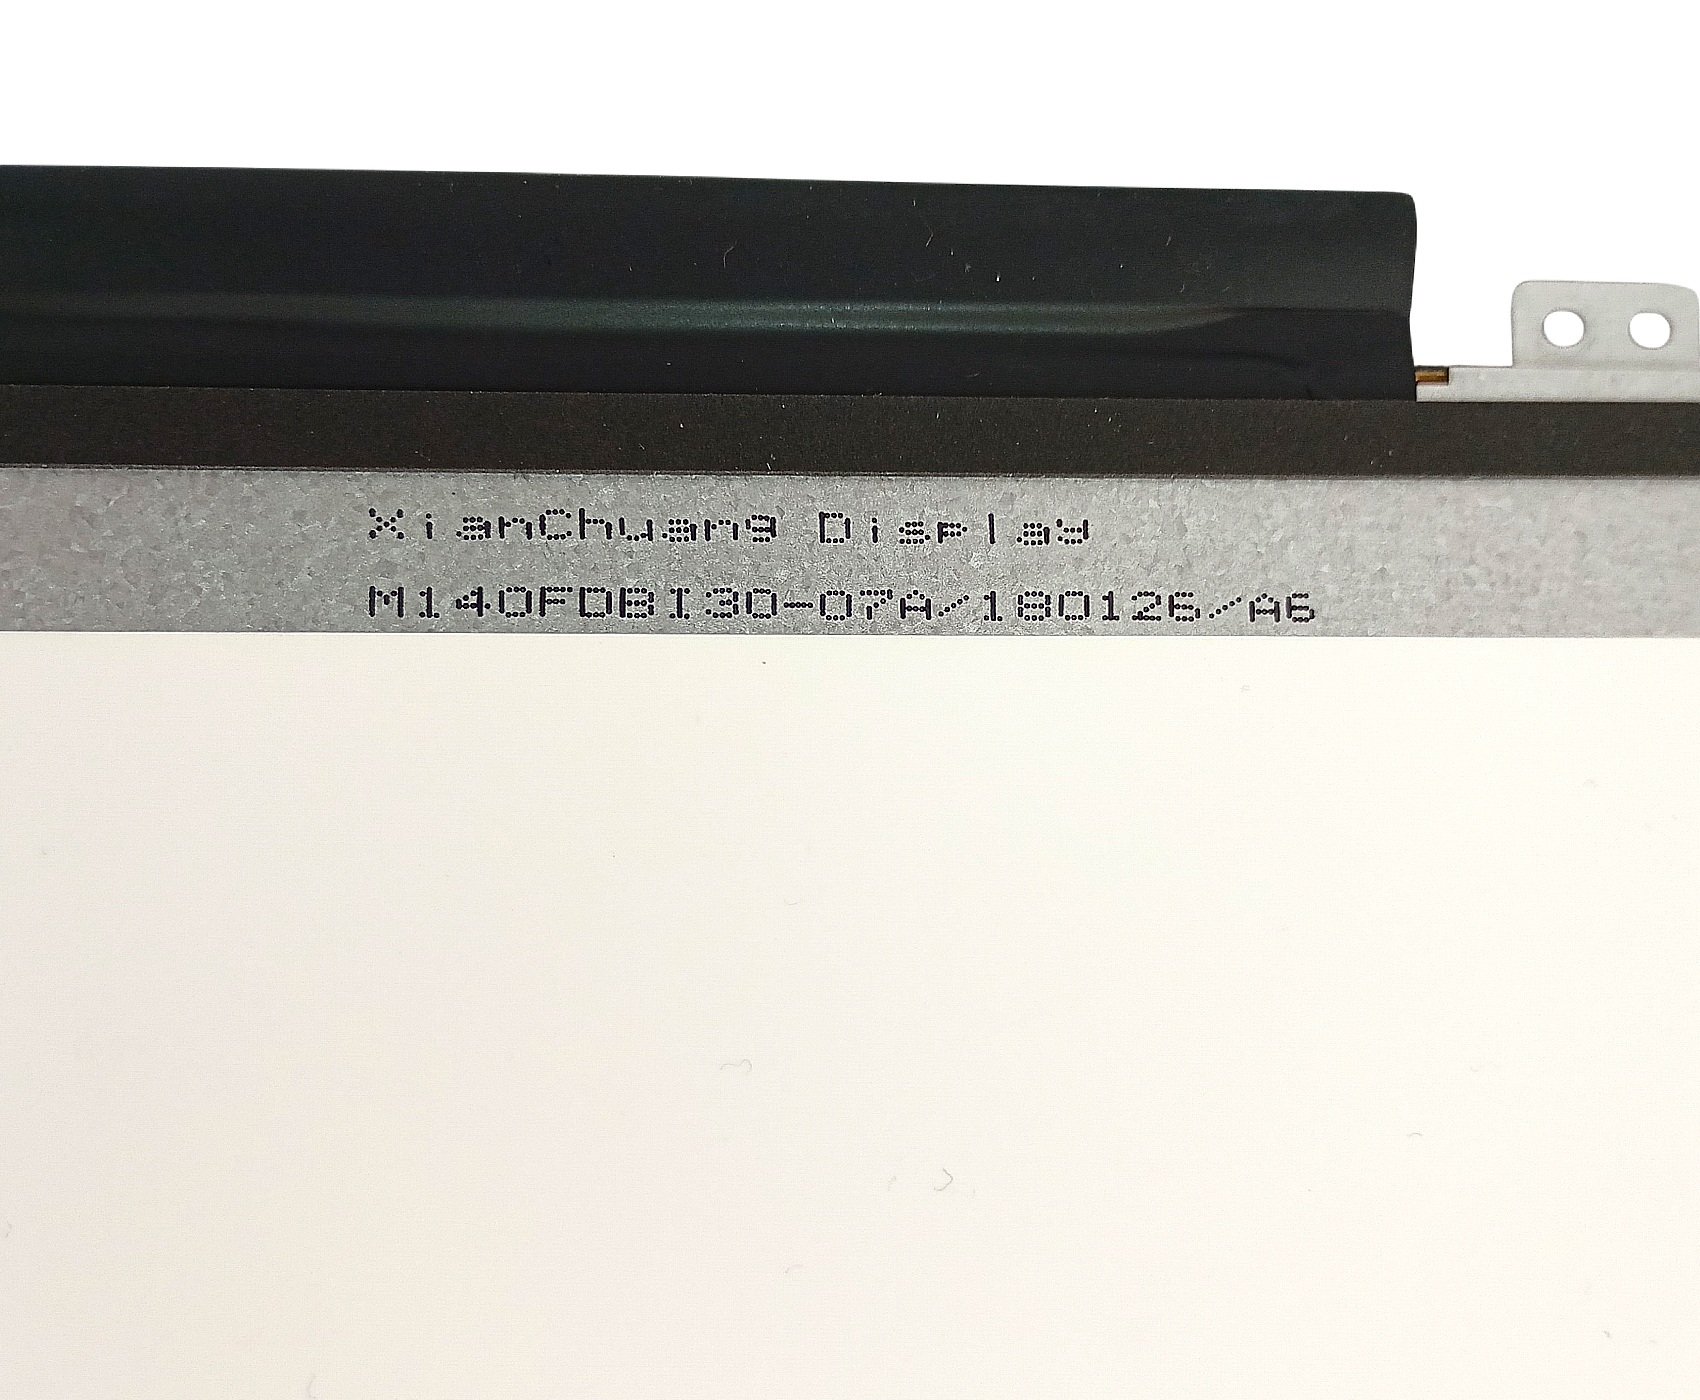 XianChuang Display
M140FDBI30-07A/180126/A6